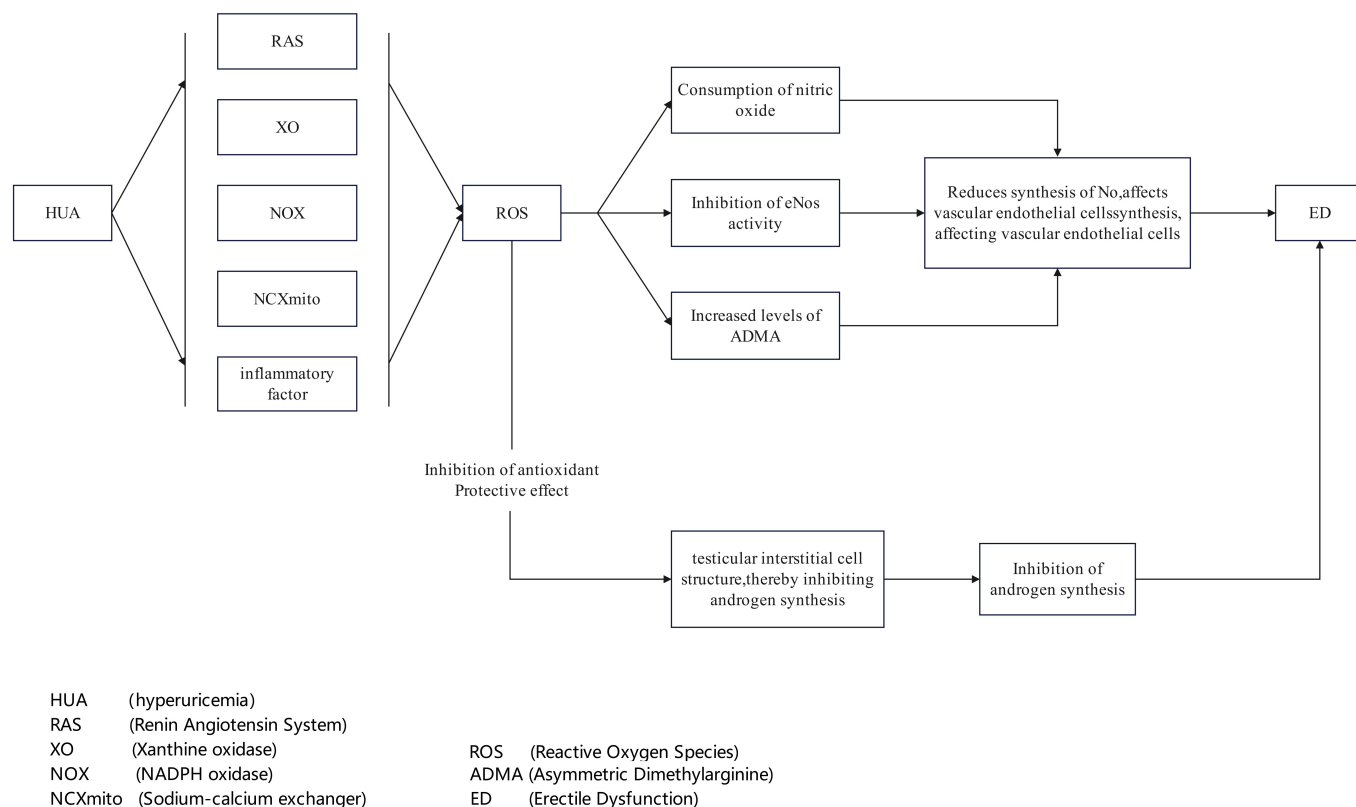 RAS
XO
HUA
NOX
NCXmito
inflammatory
factor
ROS
Consumption of nitric
oxide
Inhibition of eNos
activity
Increased levels of
ADMA
Reduces synthesis of No,affects
vascular endothelial cellssynthesis,
affecting vascular endothelial cells
ED
Inhibition of antioxidant
Protective effect
testicular interstitial cell
structure,thereby inhibiting
androgen synthesis
Inhibition of
androgen synthesis
HUA (hyperuricemia)
RAS (Renin Angiotensin System)
XO (Xanthine oxidase)
NOX (NADPH oxidase)
NCXmito (Sodium-calcium exchanger)
ROS (Reactive Oxygen Species)
ADMA (Asymmetric Dimethylarginine)
ED (Erectile Dysfunction)